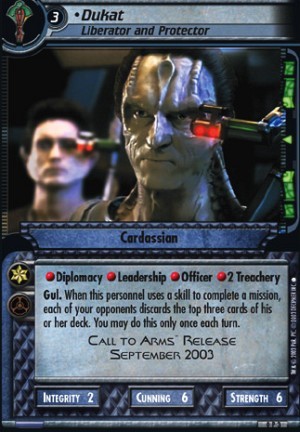 3
•Dukat
Liberator and Protector
Cardassian
Diplomacy Leadership Officer 2 Treachery
Gul. When this personnel uses a skill to complete a mission,
each of your opponents discards the top three cards of his
or her deck. You may do this only once each turn.
Call to Arms Release
September 2003
Integrity 2 Cunning 6 Strength 6